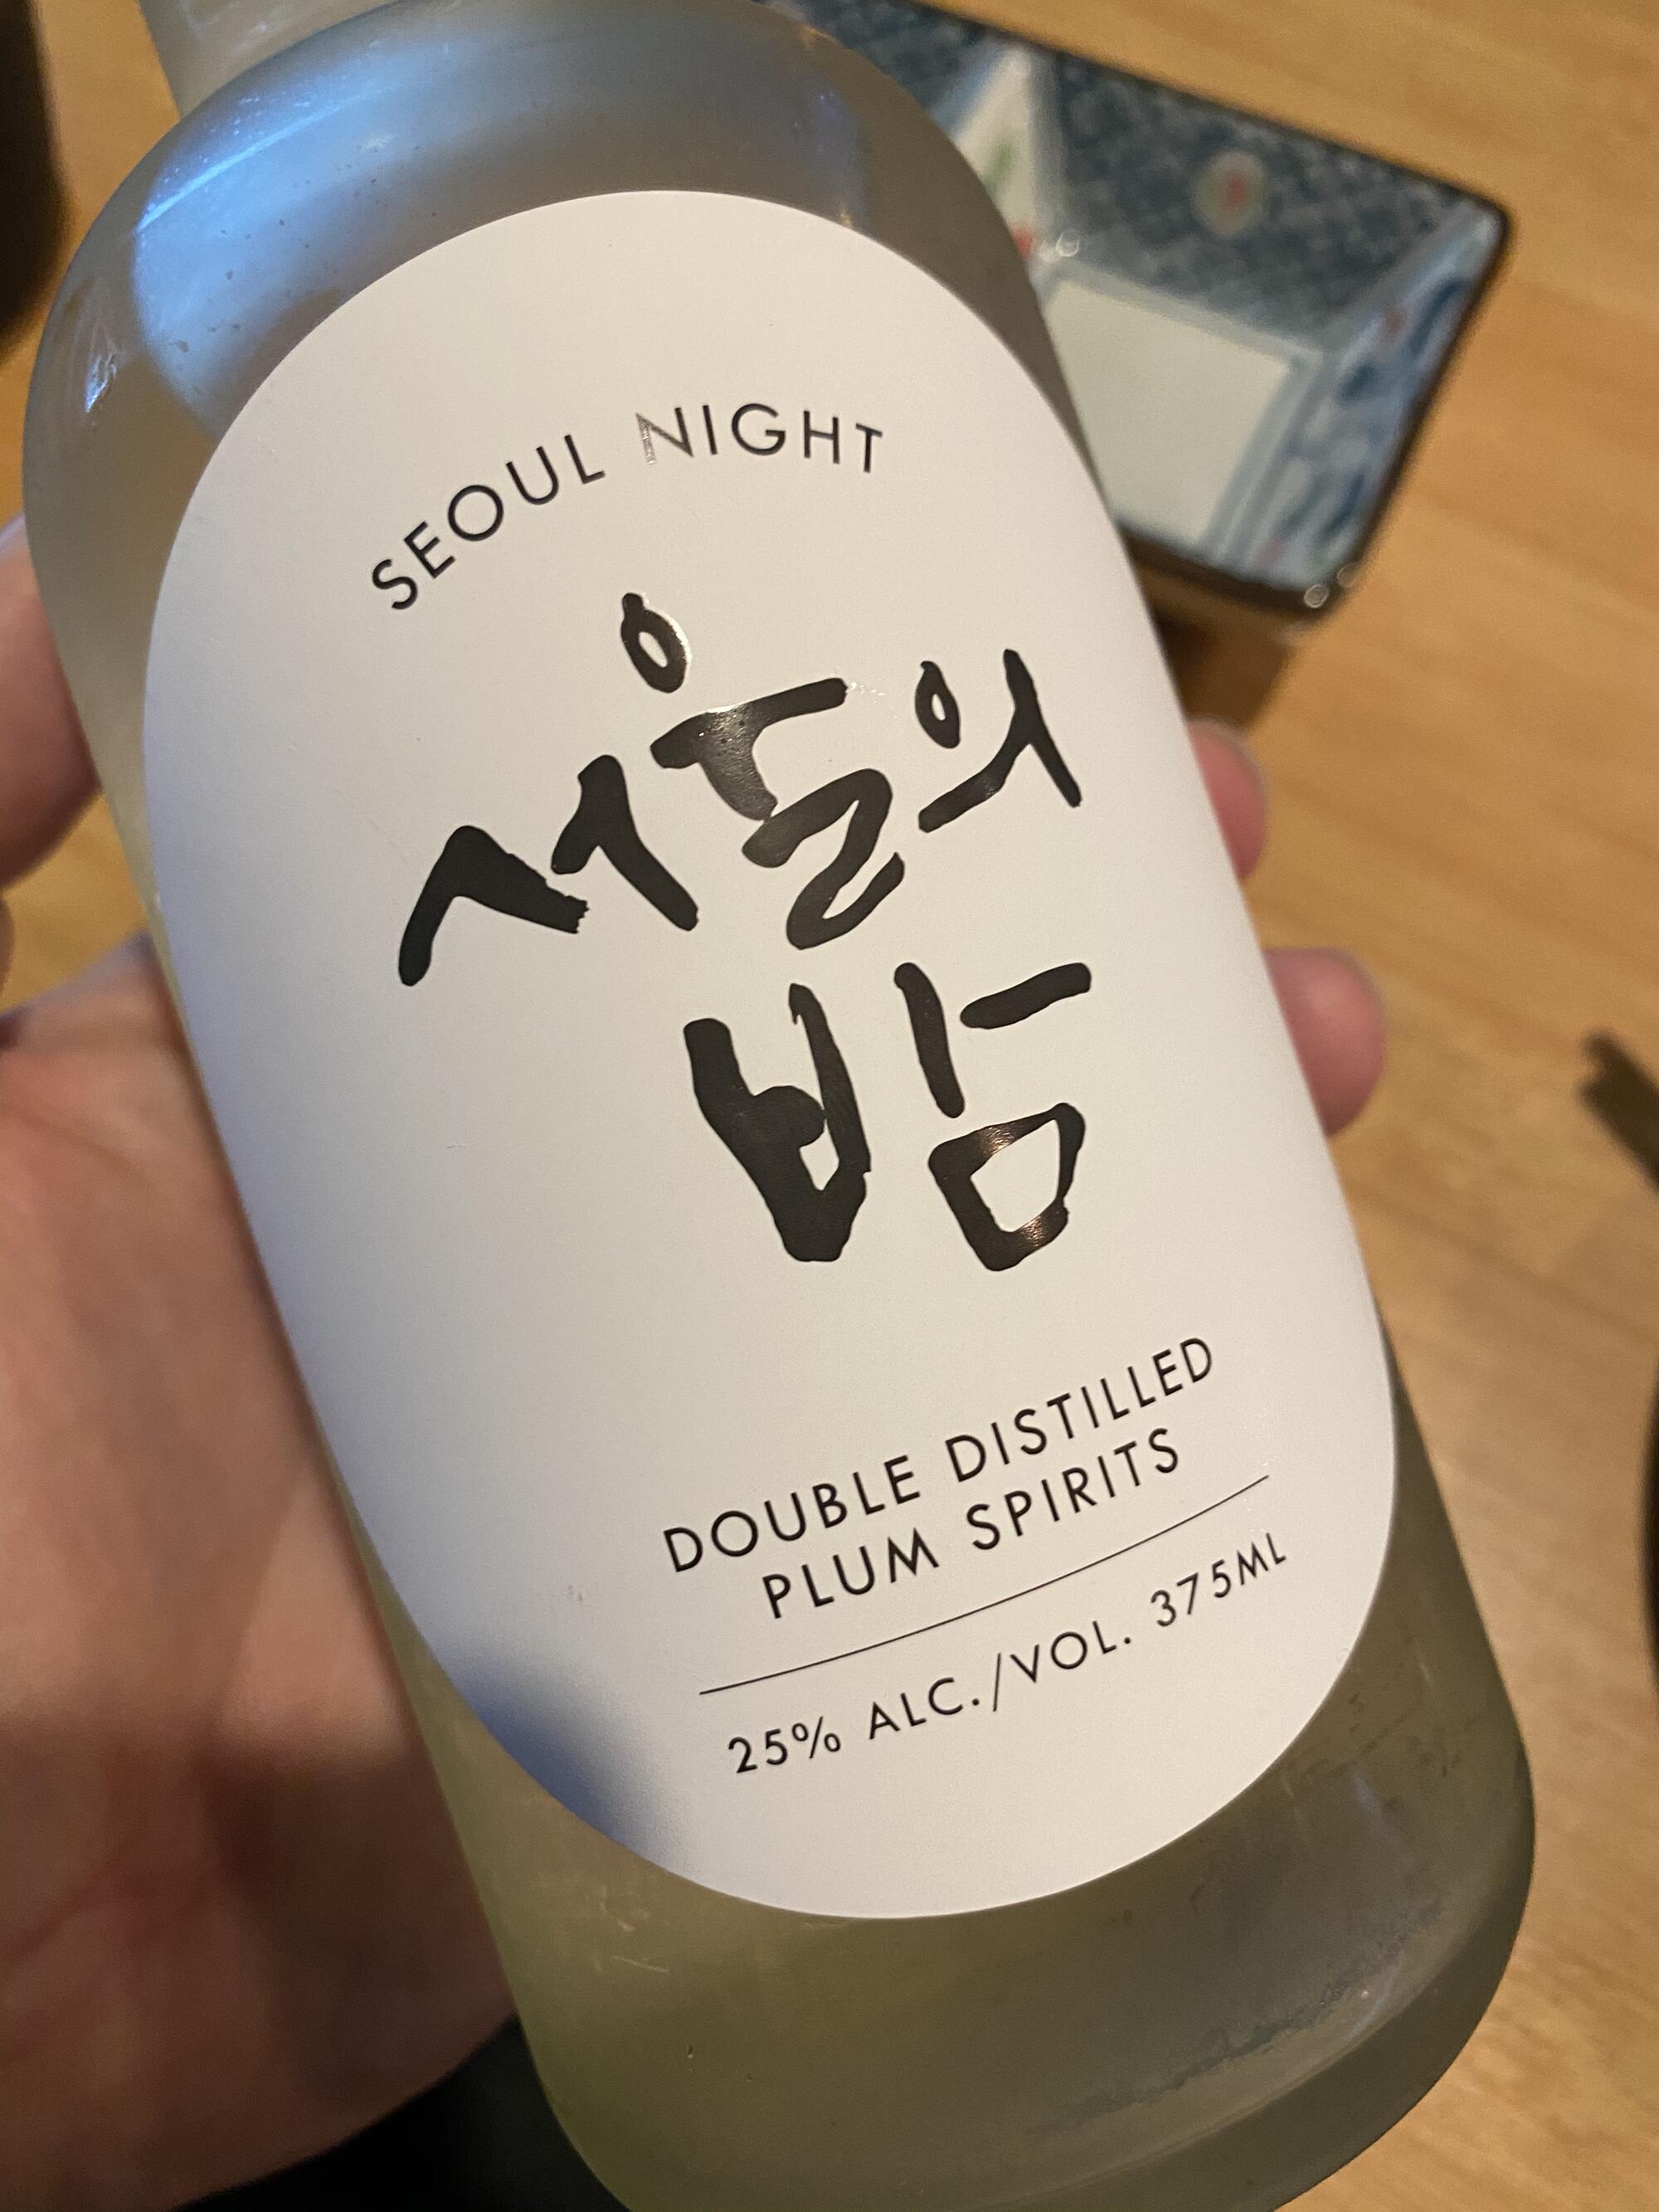 SEOUL NIGHT
서울의
밤
DOUBLE DISTILLED
PLUM SPIRITS
25% ALC./VOL. 375ML